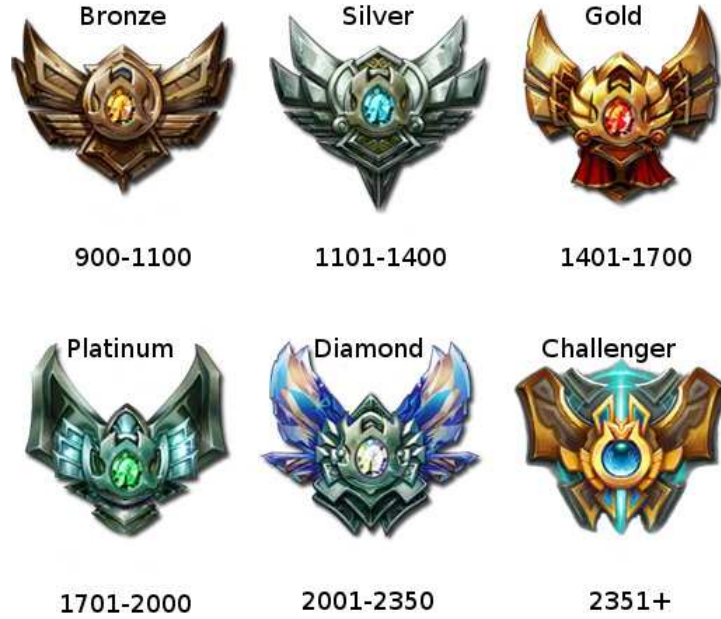 Bronze
Silver
Gold
900-1100
1101-1400
1401-1700
Platinum
Diamond
Challenger
1701-2000
2001-2350
2351+